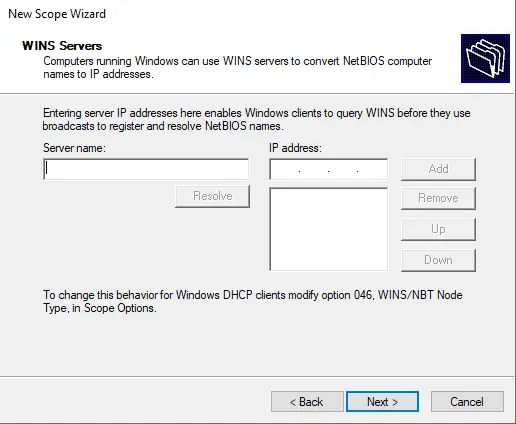 New Scope Wizard
WINS Servers
Computers running Windows can use WINS servers to convert NetBIOS computer
names to IP addresses.
Entering server IP addresses here enables Windows clients to query WINS before they use
broadcasts to register and resolve NetBIOS names.
Server name:
IP address:
. . .
Add
Resolve
Remove
Up
Down
To change this behavior for Windows DHCP clients modify option 046, WINS/NBT Node
Type, in Scope Options.
< Back
Next >
Cancel